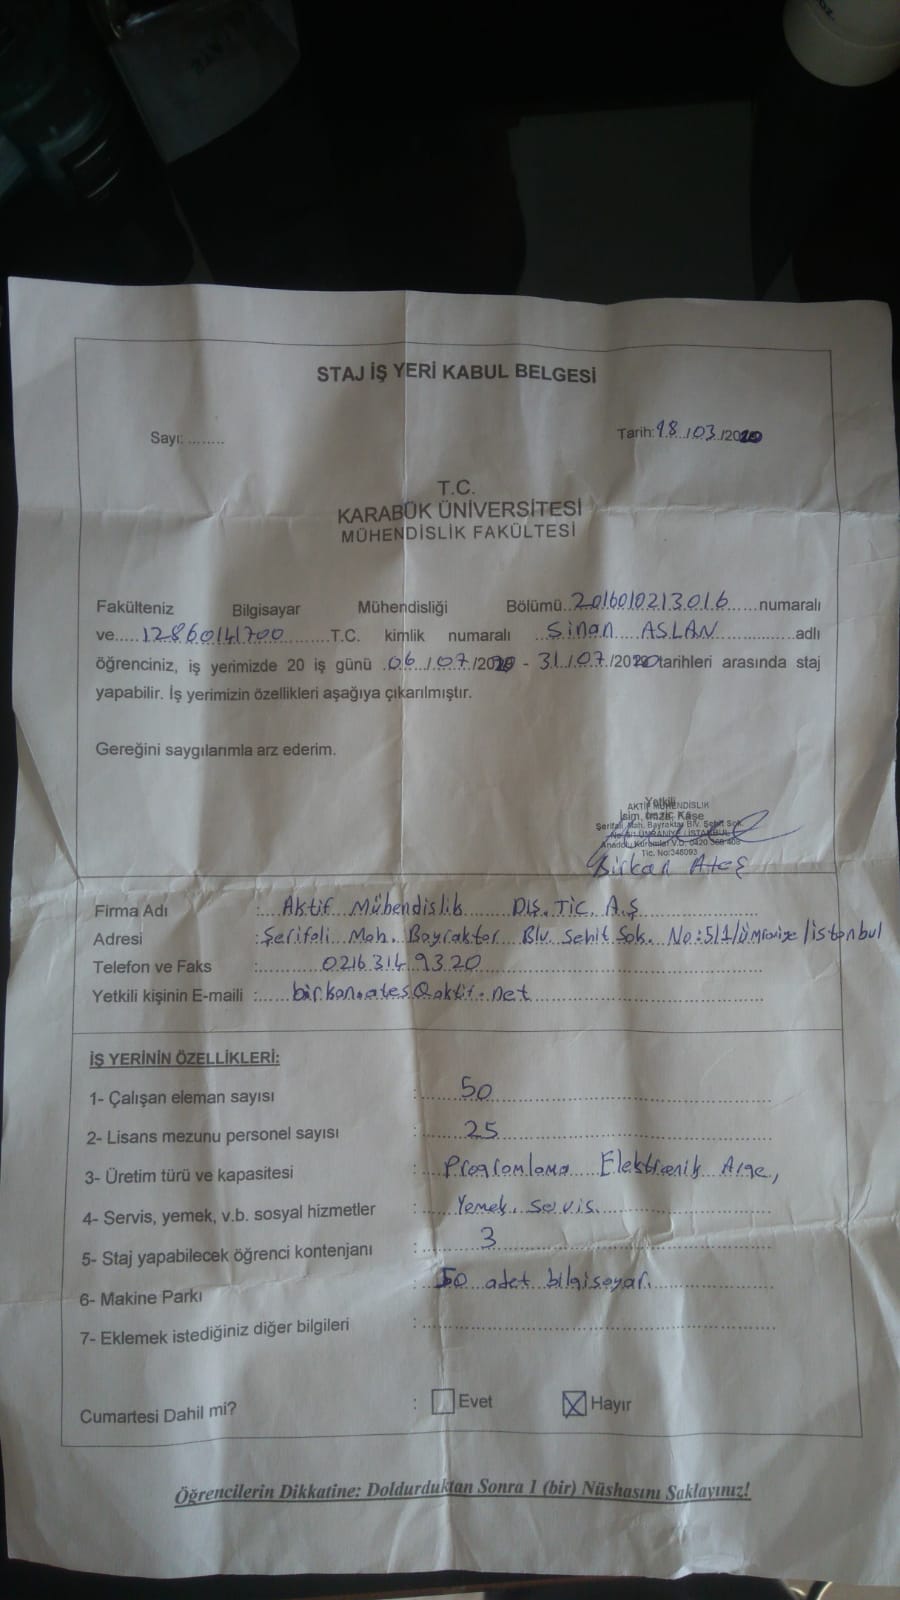 STAJ İŞ YERİ KABUL BELGESİ
Sayı: ........
Tarih: 18/03/2020
T.C.
KARABÜK ÜNİVERSİTESİ
MÜHENDİSLİK FAKÜLTESİ
Fakülteniz Bilgisayar Mühendisliği Bölümü 2016010213016 numaralı
ve 12860141700 T.C. kimlik numaralı Sinan ASLAN adlı
öğrenciniz, iş yerimizde 20 iş günü 06/07/2020 - 31/07/2020 tarihleri arasında staj
yapabilir. İş yerimizin özellikleri aşağıya çıkarılmıştır.
Gereğini saygılarımla arz ederim.
Yetkili
AKTİF MÜHENDİSLİK
İsim, İmza, Kaşe
Şerifali Mah. Bayraktar Blv. Şehit Sok.
ÜMRANİYE / İSTANBUL
Anadolu Kurumlar V.D.
Tic. No:348093
Birkan Ateş
Firma Adı : Aktif Mühendislik Dış. Tic. A.Ş
Adresi : Şerifali Mah. Bayraktar Blv. Sehit Sok. No:5/1/Ümraniye /istanbul
Telefon ve Faks : 0216 314 93 20
Yetkili kişinin E-maili : birkan.ates@aktif.net
İŞ YERİNİN ÖZELLİKLERİ:
1- Çalışan eleman sayısı : 50
2- Lisans mezunu personel sayısı : 25
3- Üretim türü ve kapasitesi : Programlama Elektronik Arge,
4- Servis, yemek, v.b. sosyal hizmetler : Yemek, servis.
5- Staj yapabilecek öğrenci kontenjanı : 3
6- Makine Parkı : 50 adet bilgisayar.
7- Eklemek istediğiniz diğer bilgileri :
Cumartesi Dahil mi? : Evet Hayır
Öğrencilerin Dikkatine: Doldurduktan Sonra 1 (bir) Nüshasını Saklayınız!